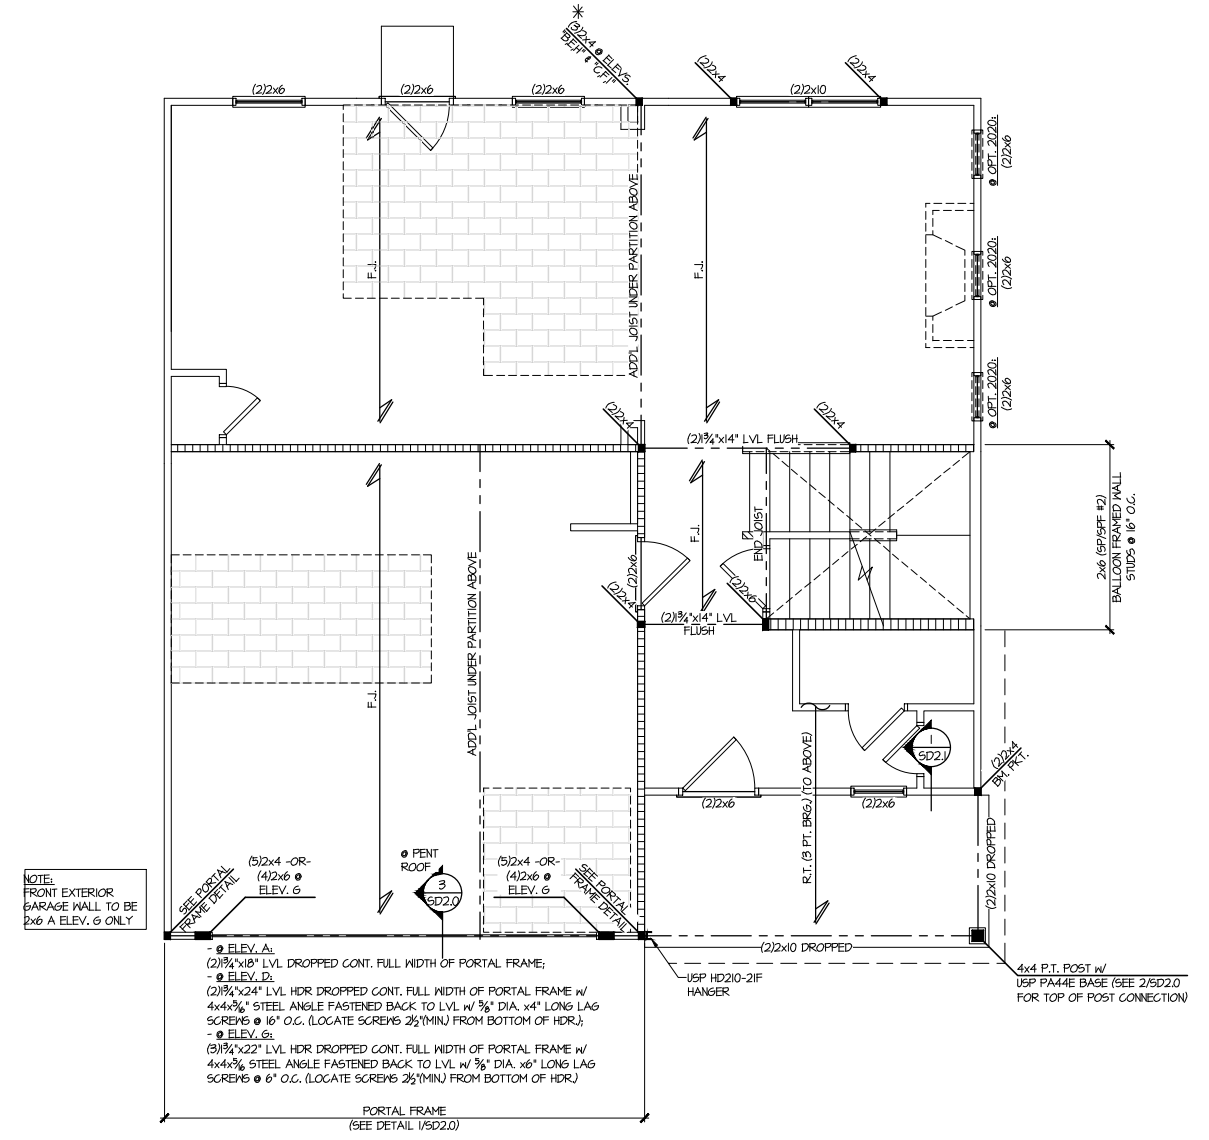 (3)2x4 @ ELEVS.
"B,E,H" & "C,F,I"
(2)2x4
(2)2x4
(2)2x6
(2)2x6
(2)2x6
(2)2x10
@ OPT. 2020:
(2)2x6
F.J.
ADD'L JOIST UNDER PARTITION ABOVE
F.J.
@ OPT. 2020:
(2)2x6
@ OPT. 2020:
(2)2x6
(2)2x4
(2)2x4
(2)1¾"x14" LVL FLUSH
2x6 (SP/SPF #2)
BALLOON FRAMED WALL
STUDS @ 16" O.C.
F.J.
END JOIST
(2)2x6
(2)2x4
(2)2x6
(2)1¾"x14" LVL
FLUSH
ADD'L JOIST UNDER PARTITION ABOVE
F.J.
R.T. (3 PT. BRG.) (TO ABOVE)
1
SD2.1
(2)2x4
BM. PKT.
(2)2x6
(2)2x6
(2)2x10 DROPPED
NOTE:
FRONT EXTERIOR
GARAGE WALL TO BE
2x6 A ELEV. G ONLY
SEE PORTAL
FRAME DETAIL
(5)2x4 -OR-
(4)2x6 @
ELEV. G
@ PENT
ROOF
3
SD2.0
(5)2x4 -OR-
(4)2x6 @
ELEV. G
SEE PORTAL
FRAME DETAIL
(2)2x10 DROPPED
USP HD210-2IF
HANGER
4x4 P.T. POST W/
USP PA44E BASE (SEE 2/SD2.0
FOR TOP OF POST CONNECTION)
- @ ELEV. A:
(2)1¾"x18" LVL DROPPED CONT. FULL WIDTH OF PORTAL FRAME;
- @ ELEV. D:
(2)1¾"x24" LVL HDR DROPPED CONT. FULL WIDTH OF PORTAL FRAME W/
4x4x5/16" STEEL ANGLE FASTENED BACK TO LVL W/ ⅝" DIA. x4" LONG LAG
SCREWS @ 16" O.C. (LOCATE SCREWS 2½"(MIN.) FROM BOTTOM OF HDR.);
- @ ELEV. G:
(3)1¾"x22" LVL HDR DROPPED CONT. FULL WIDTH OF PORTAL FRAME W/
4x4x5/16 STEEL ANGLE FASTENED BACK TO LVL W/ ⅝" DIA. x6" LONG LAG
SCREWS @ 6" O.C. (LOCATE SCREWS 2½"(MIN.) FROM BOTTOM OF HDR.)
PORTAL FRAME
(SEE DETAIL 1/SD2.0)